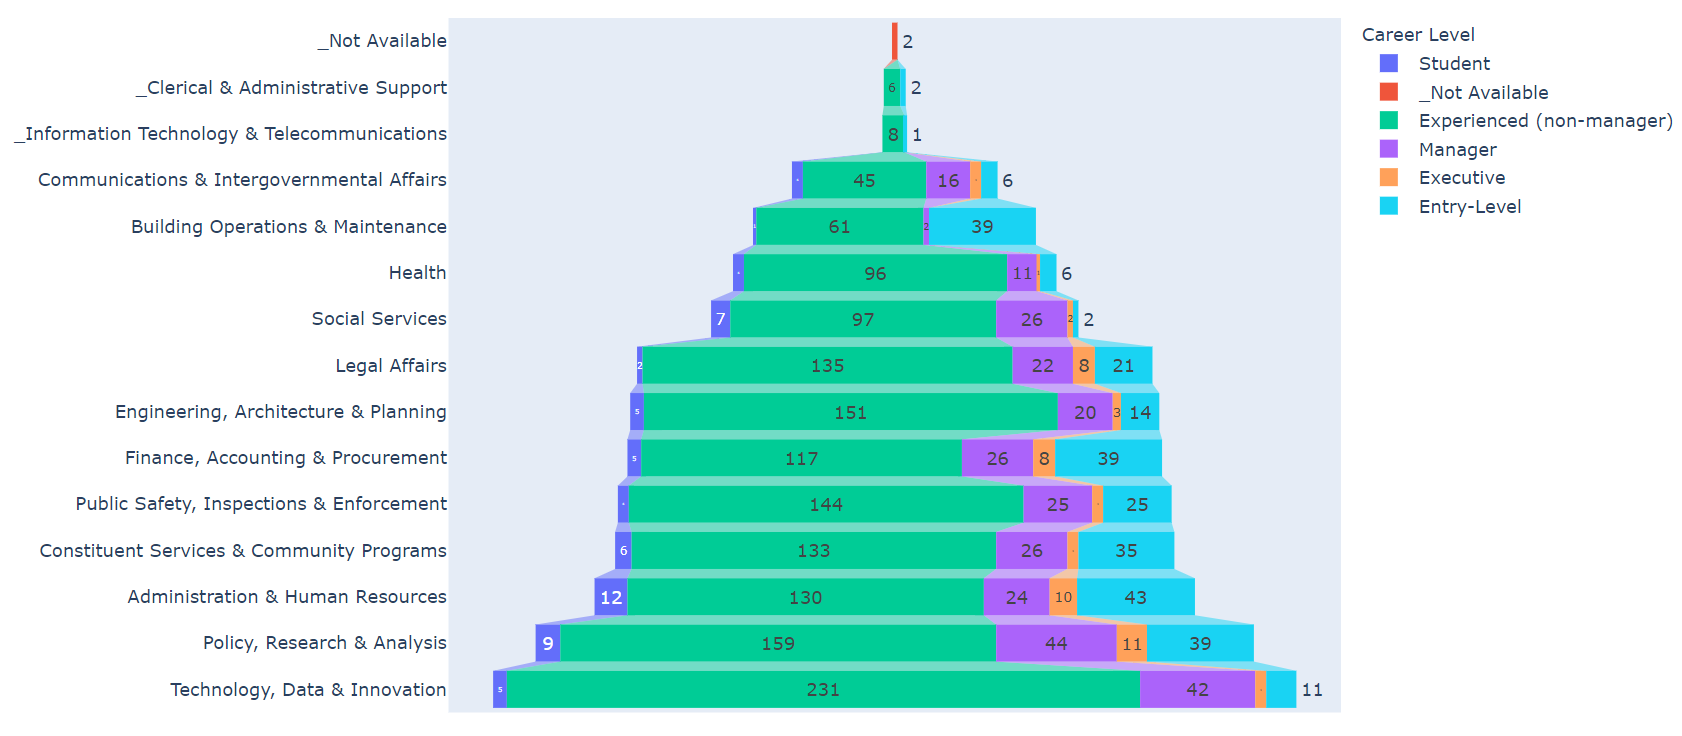 _Not Available 2
_Clerical & Administrative Support 6 2
_Information Technology & Telecommunications 8 1
Communications & Intergovernmental Affairs 45 16 6
Building Operations & Maintenance 1 61 2 39
Health 96 11 1 6
Social Services 7 97 26 2 2
Legal Affairs 2 135 22 8 21
Engineering, Architecture & Planning 5 151 20 3 14
Finance, Accounting & Procurement 5 117 26 8 39
Public Safety, Inspections & Enforcement 144 25 25
Constituent Services & Community Programs 6 133 26 35
Administration & Human Resources 12 130 24 10 43
Policy, Research & Analysis 9 159 44 11 39
Technology, Data & Innovation 5 231 42 11
Career Level
Student
_Not Available
Experienced (non-manager)
Manager
Executive
Entry-Level